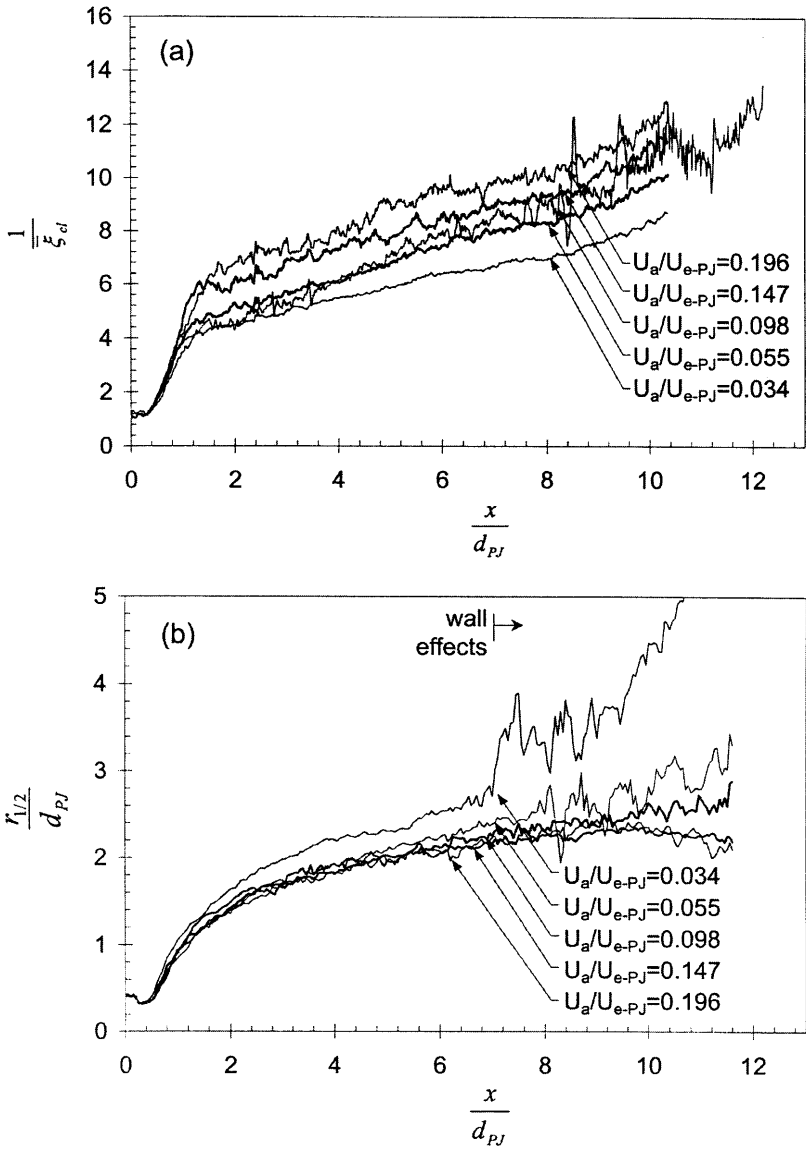 (a)
16
14
12
10
8
6
4
2
0
1
ξ̄cl
Ua/Ue-PJ=0.196
Ua/Ue-PJ=0.147
Ua/Ue-PJ=0.098
Ua/Ue-PJ=0.055
Ua/Ue-PJ=0.034
0 2 4 6 8 10 12
x
dPJ
(b)
wall
effects
5
4
3
2
1
0
r1/2
dPJ
Ua/Ue-PJ=0.034
Ua/Ue-PJ=0.055
Ua/Ue-PJ=0.098
Ua/Ue-PJ=0.147
Ua/Ue-PJ=0.196
0 2 4 6 8 10 12
x
dPJ